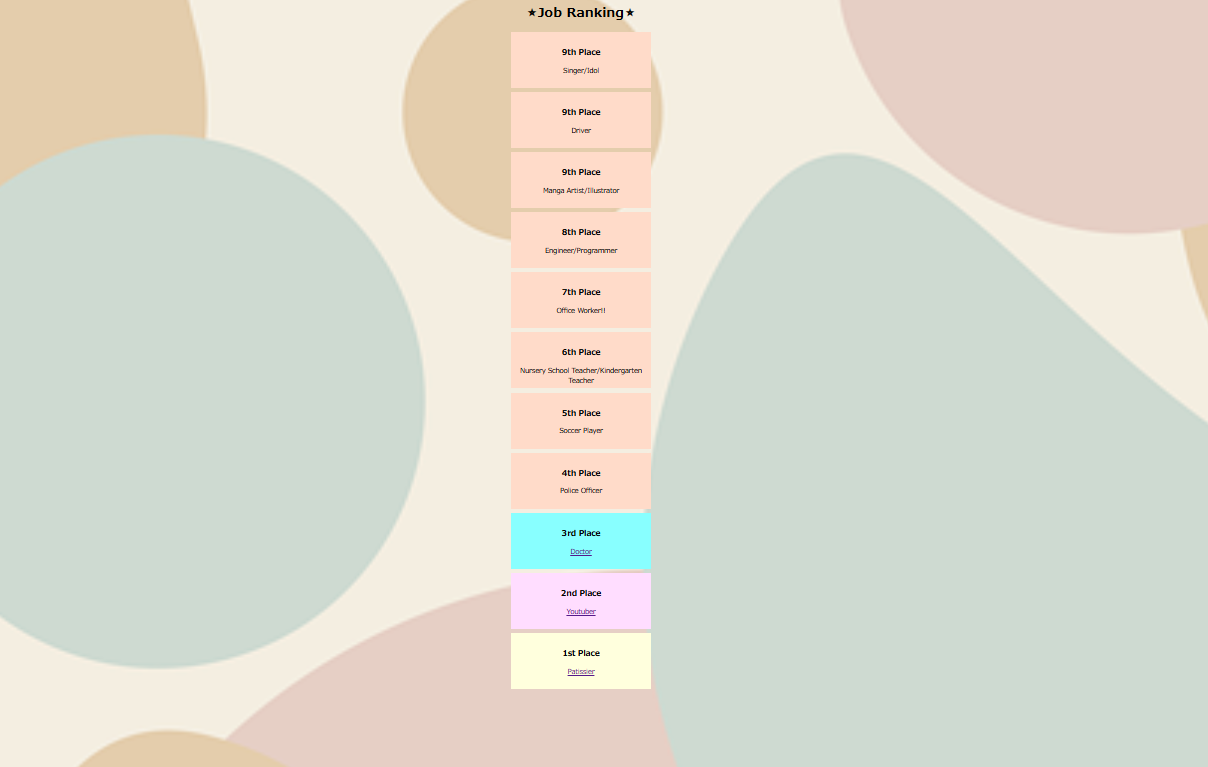 ★Job Ranking★
9th Place
Singer/Idol
9th Place
Driver
9th Place
Manga Artist/Illustrator
8th Place
Engineer/Programmer
7th Place
Office Worker!!
6th Place
Nursery School Teacher/Kindergarten
Teacher
5th Place
Soccer Player
4th Place
Police Officer
3rd Place
Doctor
2nd Place
Youtuber
1st Place
Patissier